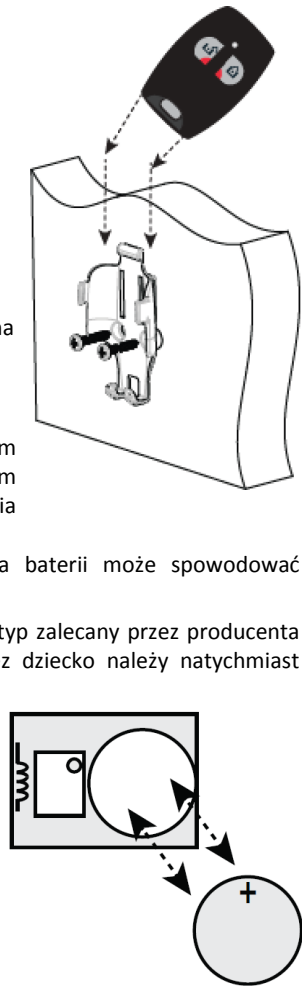 na
m
m
ia
a baterii może spowodować
typ zalecany przez producenta
z dziecko należy natychmiast
+